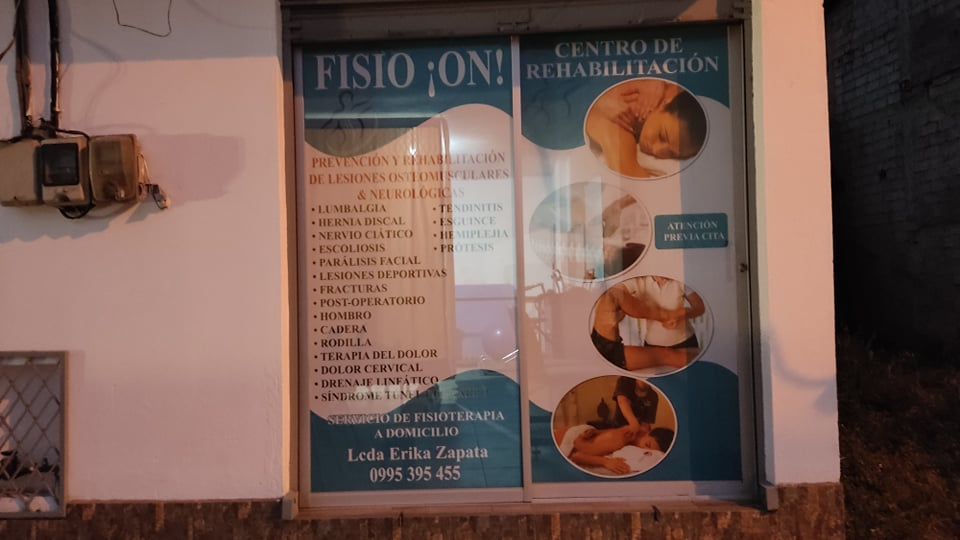 FISIO ¡ON!
PREVENCIÓN Y REHABILITACIÓN
DE LESIONES OSTEOMUSCULARES
& NEUROLÓGICAS
• LUMBALGIA
• HERNIA DISCAL
• NERVIO CIÁTICO
• ESCOLIOSIS
• PARÁLISIS FACIAL
• LESIONES DEPORTIVAS
• FRACTURAS
• POST-OPERATORIO
• HOMBRO
• CADERA
• RODILLA
• TERAPIA DEL DOLOR
• DOLOR CERVICAL
• DRENAJE LINFÁTICO
• SÍNDROME TÚNEL
• TENDINITIS
• ESGUINCE
• HEMIPLEJIA
• PRÓTESIS
SERVICIO DE FISIOTERAPIA
A DOMICILIO
Lcda Erika Zapata
0995 395 455
CENTRO DE
REHABILITACIÓN
ATENCIÓN
PREVIA CITA